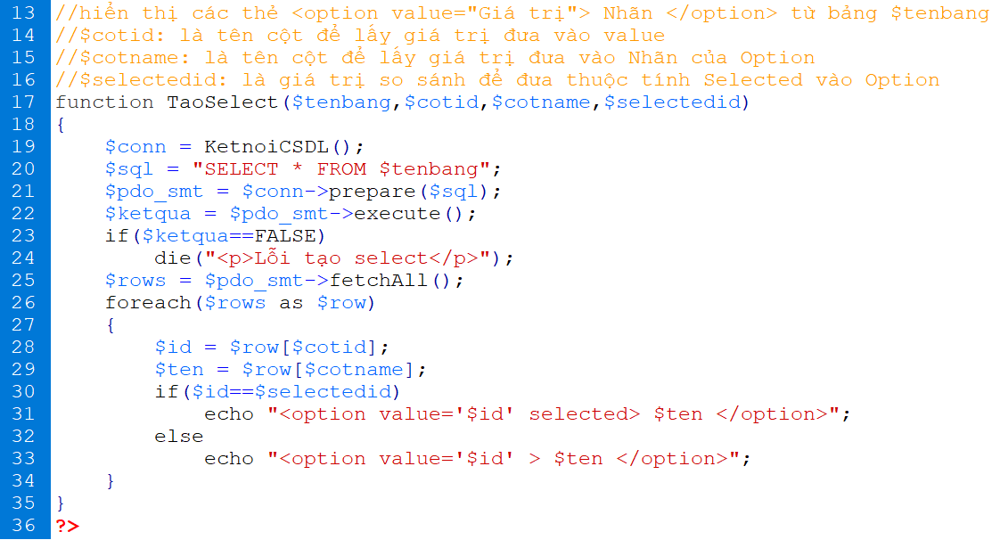 13 //hiển thị các thẻ <option value="Giá trị"> Nhãn </option> từ bảng $tenbang
14 //$cotid: là tên cột để lấy giá trị đưa vào value
15 //$cotname: là tên cột để lấy giá trị đưa vào Nhãn của Option
16 //$selectedid: là giá trị so sánh để đưa thuộc tính Selected vào Option
17 function TaoSelect($tenbang,$cotid,$cotname,$selectedid)
18 {
19     $conn = KetnoiCSDL();
20     $sql = "SELECT * FROM $tenbang";
21     $pdo_smt = $conn->prepare($sql);
22     $ketqua = $pdo_smt->execute();
23     if($ketqua==FALSE)
24         die("<p>Lỗi tạo select</p>");
25     $rows = $pdo_smt->fetchAll();
26     foreach($rows as $row)
27     {
28         $id = $row[$cotid];
29         $ten = $row[$cotname];
30         if($id==$selectedid)
31             echo "<option value='$id' selected> $ten </option>";
32         else
33             echo "<option value='$id' > $ten </option>";
34     }
35 }
36 ?>